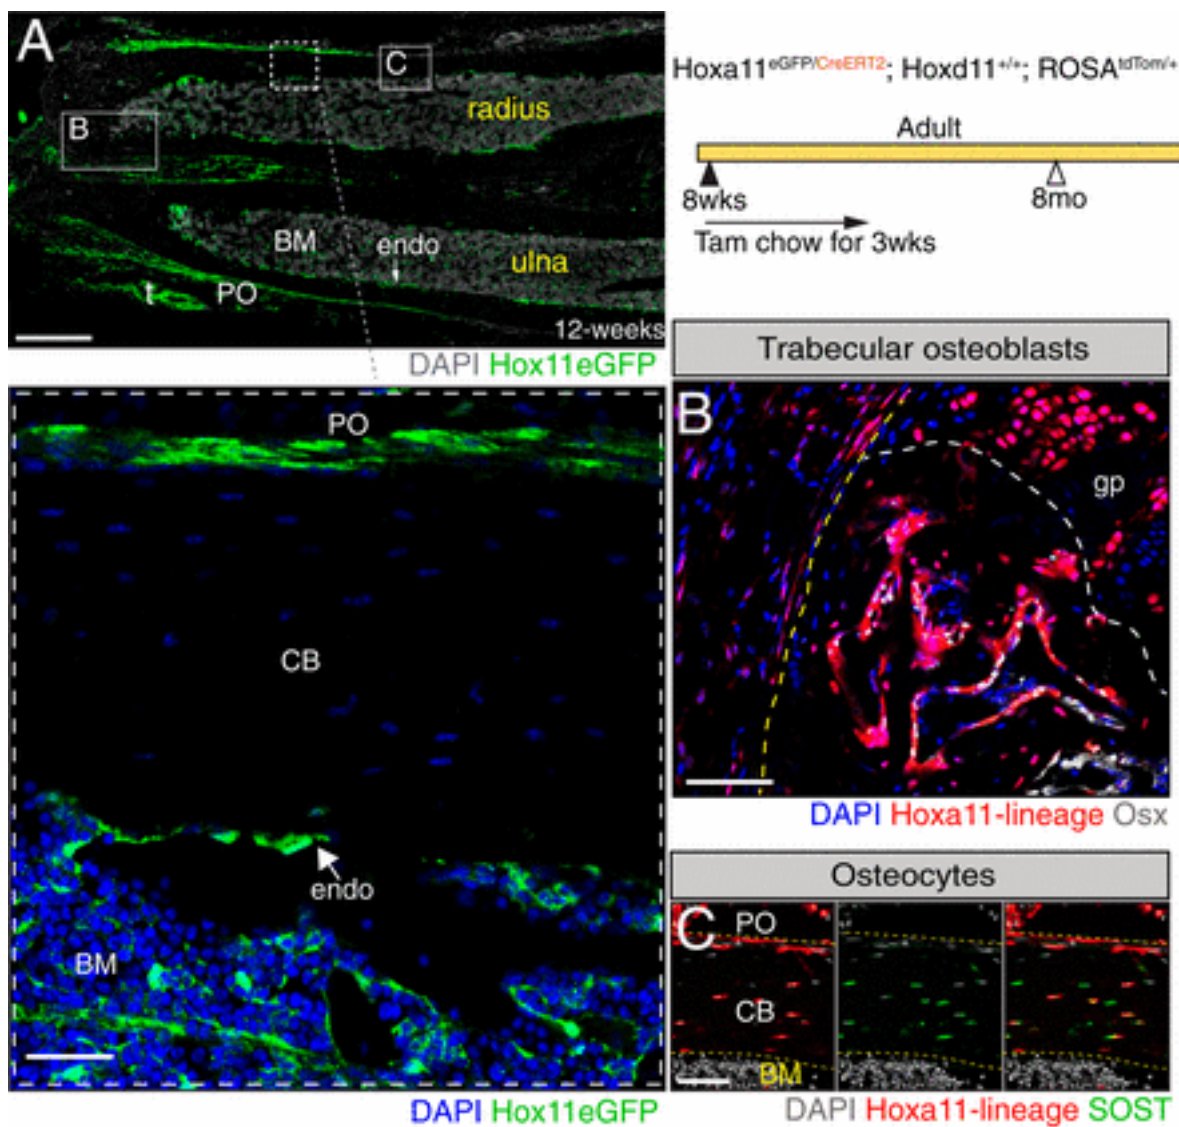 A
C
B
radius
BM
endo
ulna
t
PO
12-weeks
DAPI Hox11eGFP
PO
CB
endo
BM
DAPI Hox11eGFP
Hoxa11eGFP/CreERT2; Hoxd11+/+; ROSAtdTom/+
Adult
8wks
8mo
Tam chow for 3wks
Trabecular osteoblasts
B
gp
DAPI Hoxa11-lineage Osx
Osteocytes
C
PO
CB
BM
DAPI Hoxa11-lineage SOST